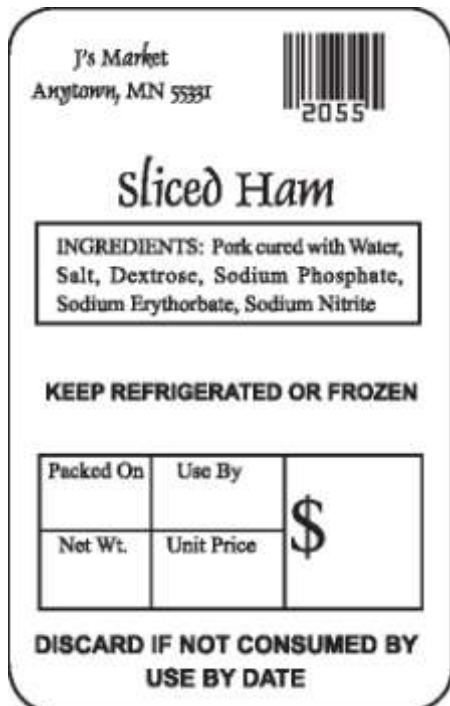 J's Market
Anytown, MN 55331
2055
Sliced Ham
INGREDIENTS: Pork cured with Water,
Salt, Dextrose, Sodium Phosphate,
Sodium Erythorbate, Sodium Nitrite
KEEP REFRIGERATED OR FROZEN
Packed On
Use By
$
Net Wt.
Unit Price
DISCARD IF NOT CONSUMED BY
USE BY DATE